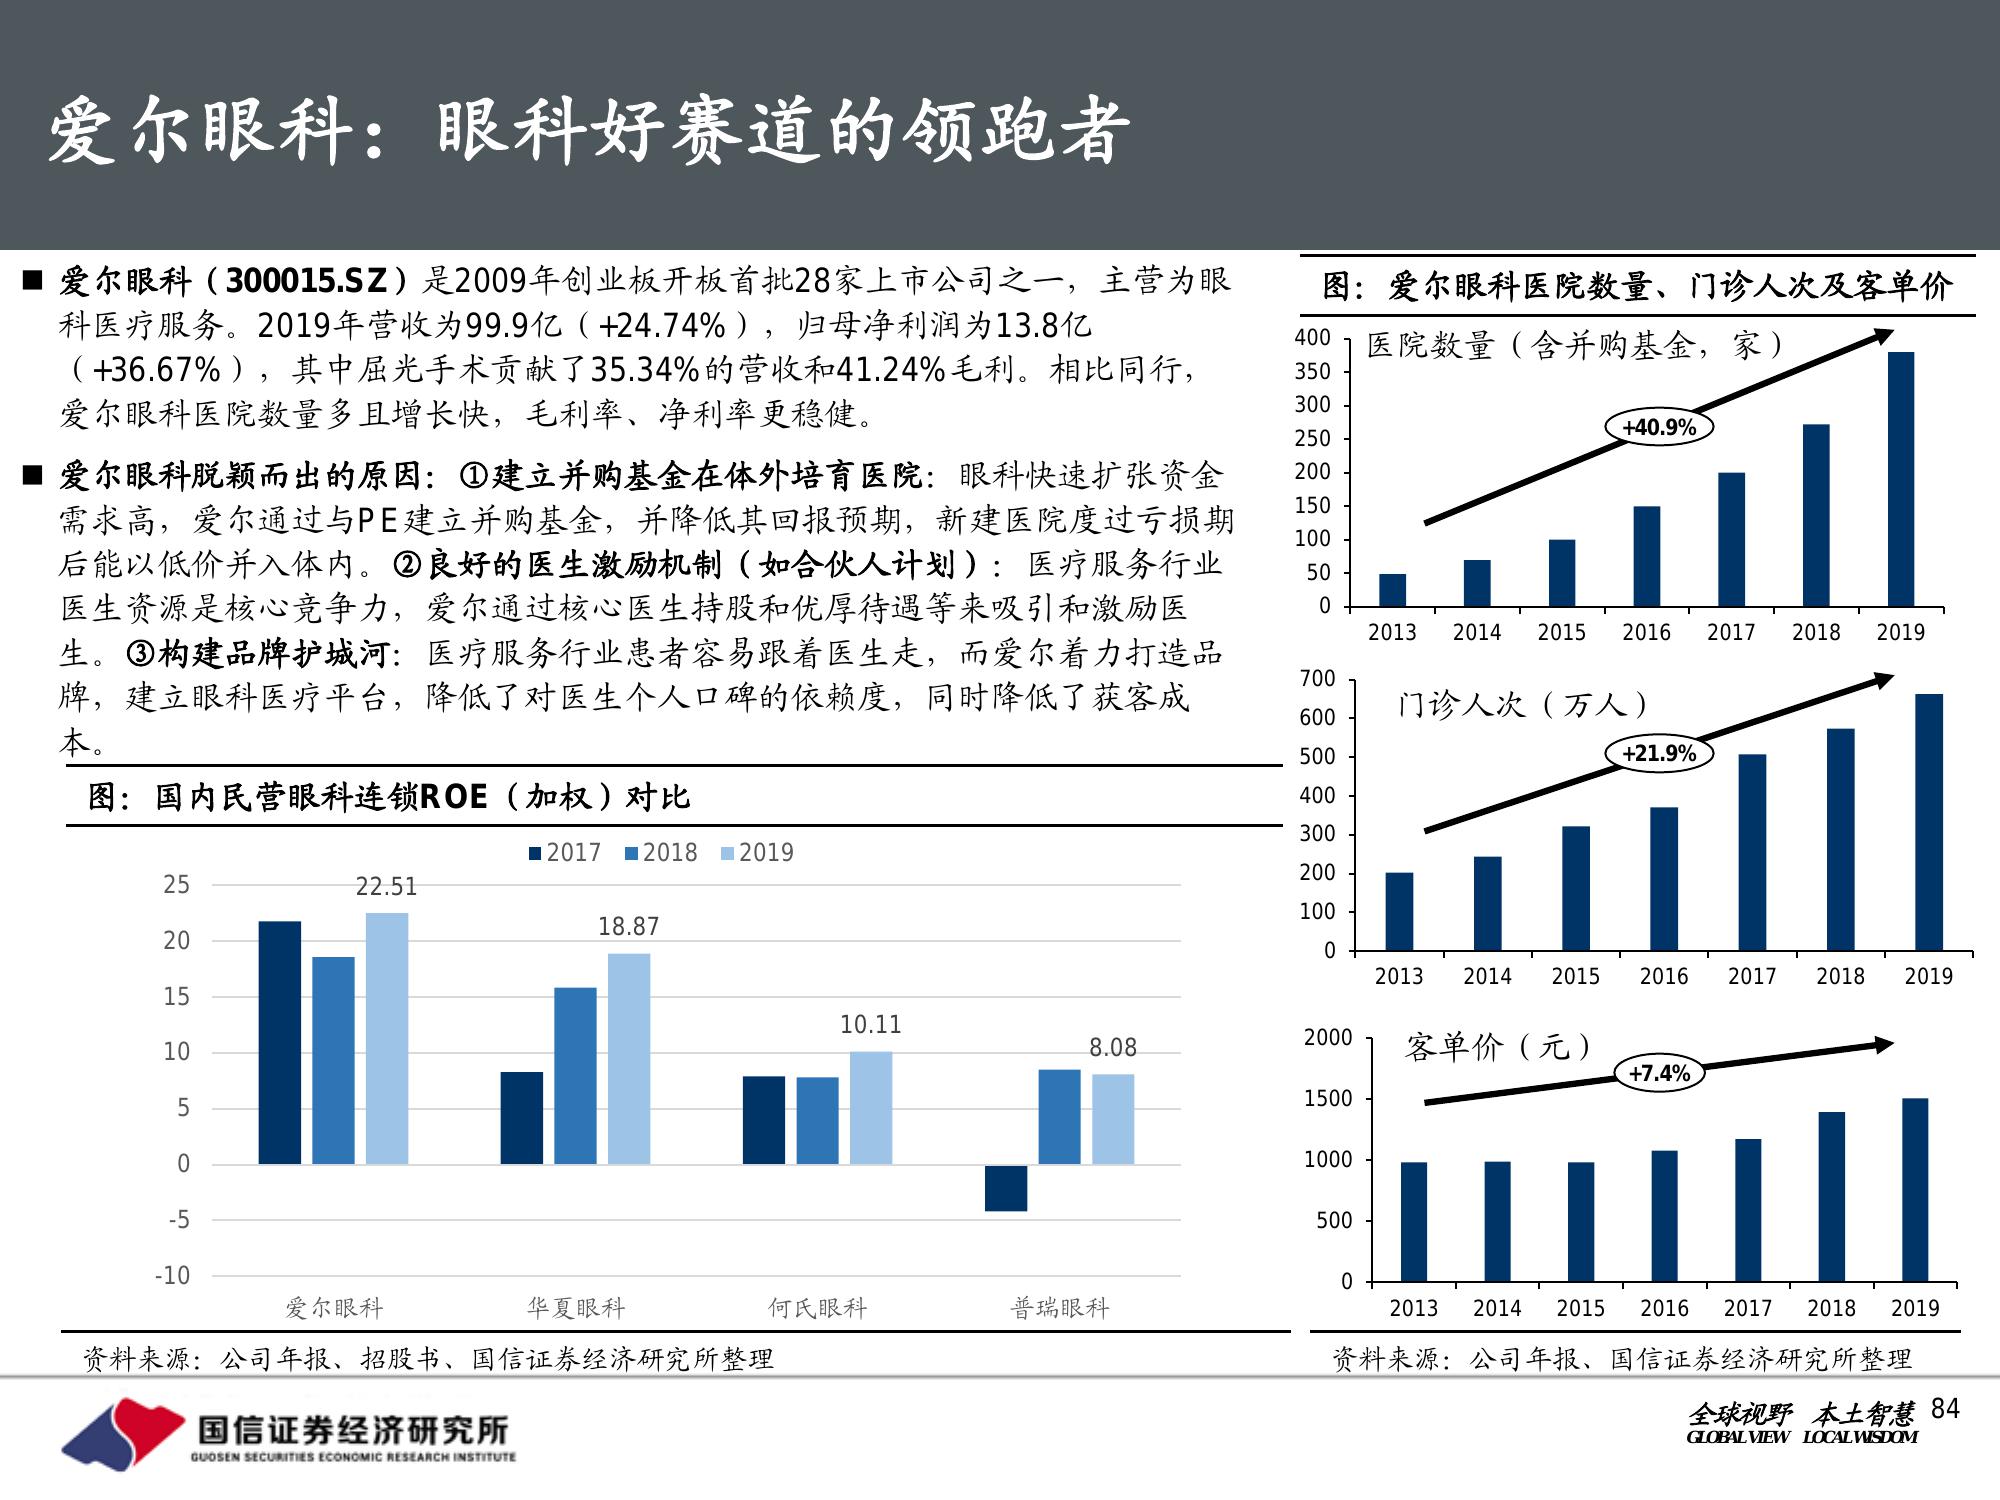 爱尔眼科：眼科好赛道的领跑者
■ 爱尔眼科（300015.SZ）是2009年创业板开板首批28家上市公司之一，主营为眼
科医疗服务。2019年营收为99.9亿（+24.74%），归母净利润为13.8亿
（+36.67%），其中屈光手术贡献了35.34%的营收和41.24%毛利。相比同行，
爱尔眼科医院数量多且增长快，毛利率、净利率更稳健。
■ 爱尔眼科脱颖而出的原因：①建立并购基金在体外培育医院：眼科快速扩张资金
需求高，爱尔通过与PE建立并购基金，并降低其回报预期，新建医院度过亏损期
后能以低价并入体内。②良好的医生激励机制（如合伙人计划）：医疗服务行业
医生资源是核心竞争力，爱尔通过核心医生持股和优厚待遇等来吸引和激励医
生。③构建品牌护城河：医疗服务行业患者容易跟着医生走，而爱尔着力打造品
牌，建立眼科医疗平台，降低了对医生个人口碑的依赖度，同时降低了获客成
本。
图：国内民营眼科连锁ROE（加权）对比
2017 2018 2019
25
20
15
10
5
0
-5
-10
22.51
18.87
10.11
8.08
爱尔眼科 华夏眼科 何氏眼科 普瑞眼科
资料来源：公司年报、招股书、国信证券经济研究所整理
图：爱尔眼科医院数量、门诊人次及客单价
医院数量（含并购基金，家）
400
350
300
250
200
150
100
50
0
+40.9%
2013 2014 2015 2016 2017 2018 2019
门诊人次（万人）
700
600
500
400
300
200
100
0
+21.9%
2013 2014 2015 2016 2017 2018 2019
客单价（元）
2000
1500
1000
500
0
+7.4%
2013 2014 2015 2016 2017 2018 2019
资料来源：公司年报、国信证券经济研究所整理
国信证券经济研究所
GUOSEN SECURITIES ECONOMIC RESEARCH INSTITUTE
全球视野 本土智慧
GLOBAL VIEW LOCAL WISDOM
84